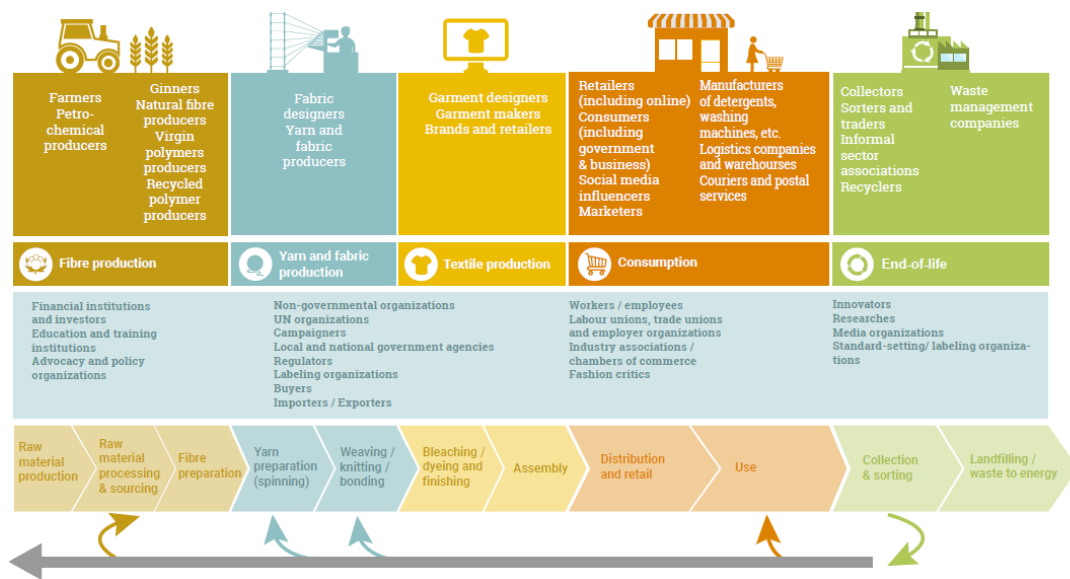 Farmers
Petro-
chemical
producers
Ginners
Natural fibre
producers
Virgin
polymers
producers
Recycled
polymer
producers
Fabric
designers
Yarn and
fabric
producers
Garment designers
Garment makers
Brands and retailers
Retailers
(including online)
Consumers
(including
government
& business)
Social media
influencers
Marketers
Manufacturers
of detergents,
washing
machines, etc.
Logistics companies
and warehourses
Couriers and postal
services
Collectors
Sorters and
traders
Informal
sector
associations
Recyclers
Waste
management
companies
Fibre production
Yarn and fabric
production
Textile production
Consumption
End-of-life
Financial institutions
and investors
Education and training
institutions
Advocacy and policy
organizations
Non-governmental organizations
UN organizations
Campaigners
Local and national government agencies
Regulators
Labeling organizations
Buyers
Importers / Exporters
Workers / employees
Labour unions, trade unions
and employer organizations
Industry associations /
chambers of commerce
Fashion critics
Innovators
Researches
Media organizations
Standard-setting/ labeling organiza-
tions
Raw
material
production
Raw
material
processing
& sourcing
Fibre
preparation
Yarn
preparation
(spinning)
Weaving /
knitting /
bonding
Bleaching /
dyeing and
finishing
Assembly
Distribution
and retail
Use
Collection
& sorting
Landfilling /
waste to energy